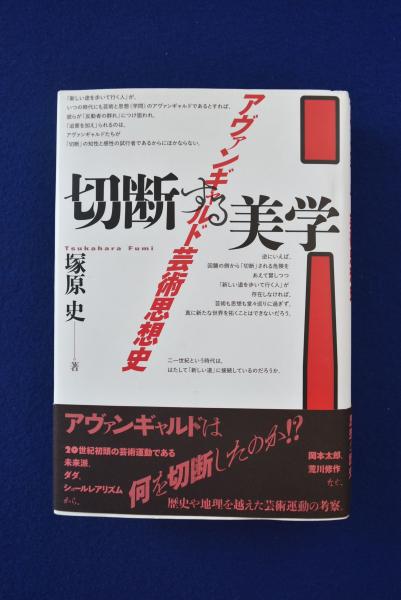 「新しい道を歩いて行く人」が、
いつの時代にも芸術と思想(学問)のアヴァンギャルドであるとすれば、
彼らが「反動者の群れ」につけ狙われ、
「迫害を加え」られるのは、
アヴァンギャルドたちが
「切断」の知性と感性の試行者であるからにほかならない。
アヴァンギャルド芸術思想史
切断する美学
Tsukahara Fumi
塚原 史――著
逆にいえば、
困難の側から「切断」される危険を
あえて冒しつつ
「新しい道を歩いて行く人」が
存在しなければ、
芸術も思想も堂々巡りに過ぎず、
真に新たな世界を拓くことはできないだろう。
二一世紀という時代は、
はたして「新しい道」に接続しているのだろうか。
アヴァンギャルドは
何を切断したのか!?
20世紀初頭の芸術運動である
未来派、
ダダ、
シュールレアリスム
から、
岡本太郎、
荒川修作
など、
歴史や地理を越えた芸術運動の考察。